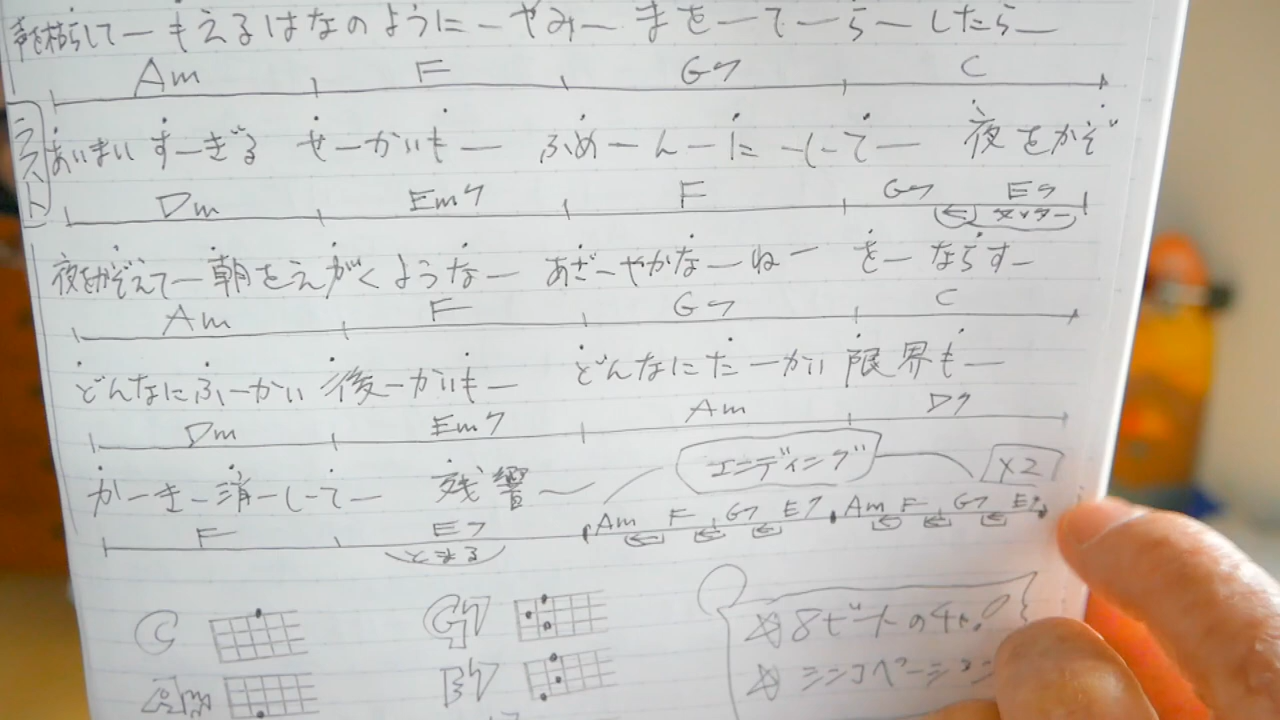 声を枯らしてー もえるはなのようにーやみー まをーてーらーしたらー
Am F G7 C
ラスト
あいまい すーぎる せーかいもー ふめーんーにーしーてー 夜をかぞ
Dm Em7 F G7 E7
夜をかぞえてー朝をえがくようなー あざーやかなーねー をーならすー
Am F G7 C
どんなにふーかい 後ーかいもー どんなにたーかい 限界もー
Dm Em7 Am D7
かーきー消ーしーてー 残響〜
エンディング X2
F E7 Am F G7 E7 Am F G7 E7
とまる
C G7
☆ 8ビートの4で!
B7
☆ シンコペーション